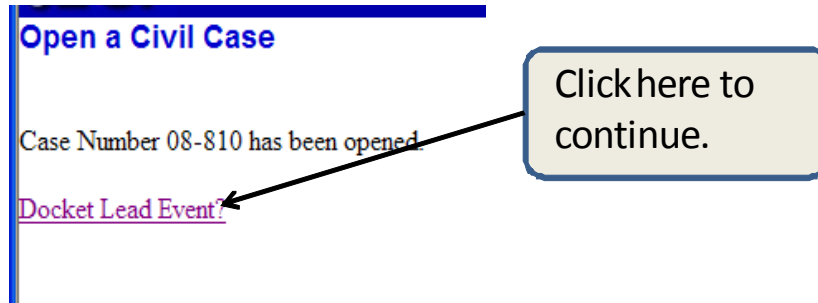 Open a Civil Case
Click here to
continue.
Case Number 08-810 has been opened.
Docket Lead Event?